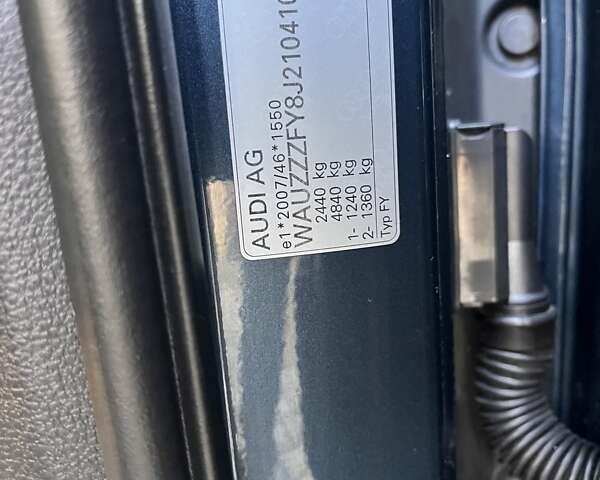 AUDI AG
e1*2007/46*1550
WAUZZZFY8J210410
2440 kg
4840 kg
1- 1240 kg
2- 1360 kg
Typ FY